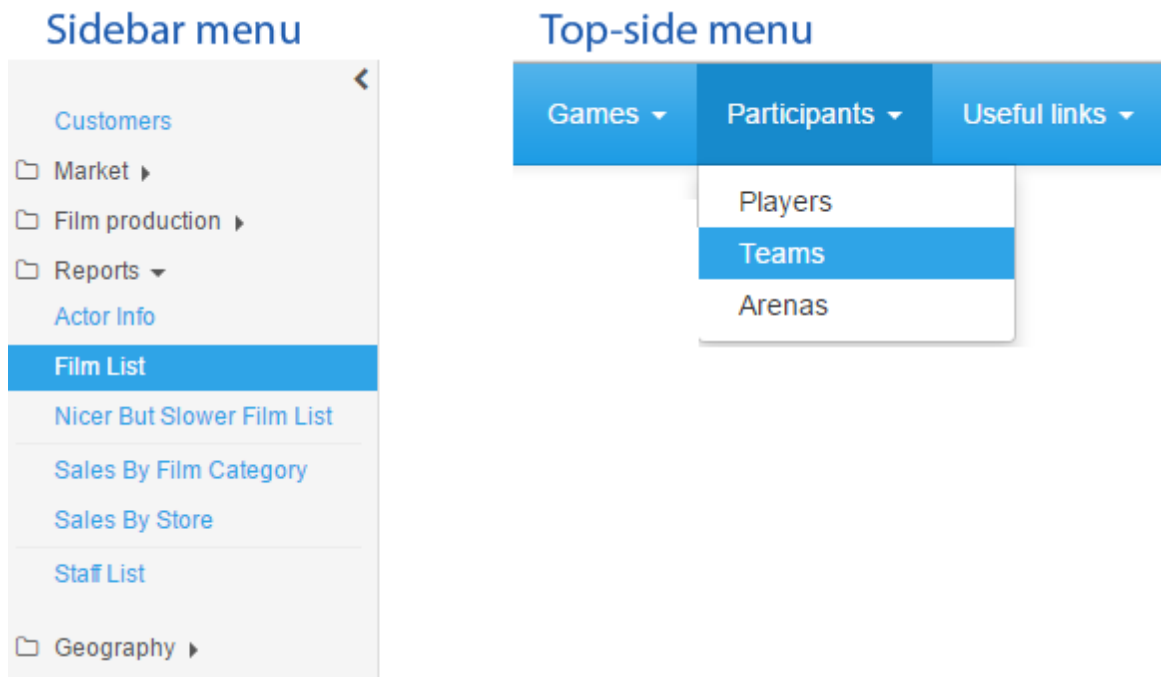 Sidebar menu
Customers
Market
Film production
Reports
Actor Info
Film List
Nicer But Slower Film List
Sales By Film Category
Sales By Store
Staff List
Geography
Top-side menu
Games Participants Useful links
Players
Teams
Arenas